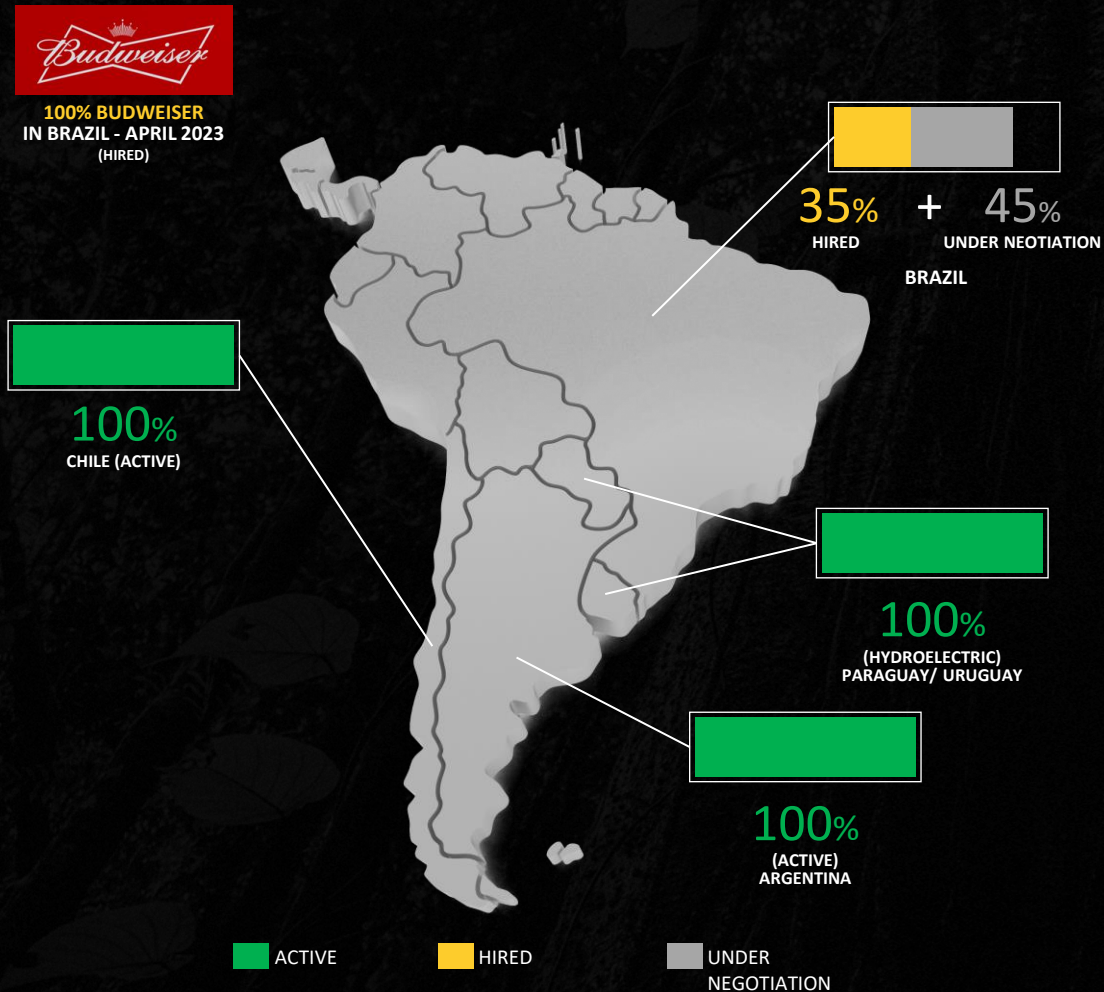 Budweiser
100% BUDWEISER
IN BRAZIL - APRIL 2023
(HIRED)
35% + 45%
HIRED UNDER NEOTIATION
BRAZIL
100%
CHILE (ACTIVE)
100%
(HYDROELECTRIC)
PARAGUAY/ URUGUAY
100%
(ACTIVE)
ARGENTINA
ACTIVE
HIRED
UNDER
NEGOTIATION